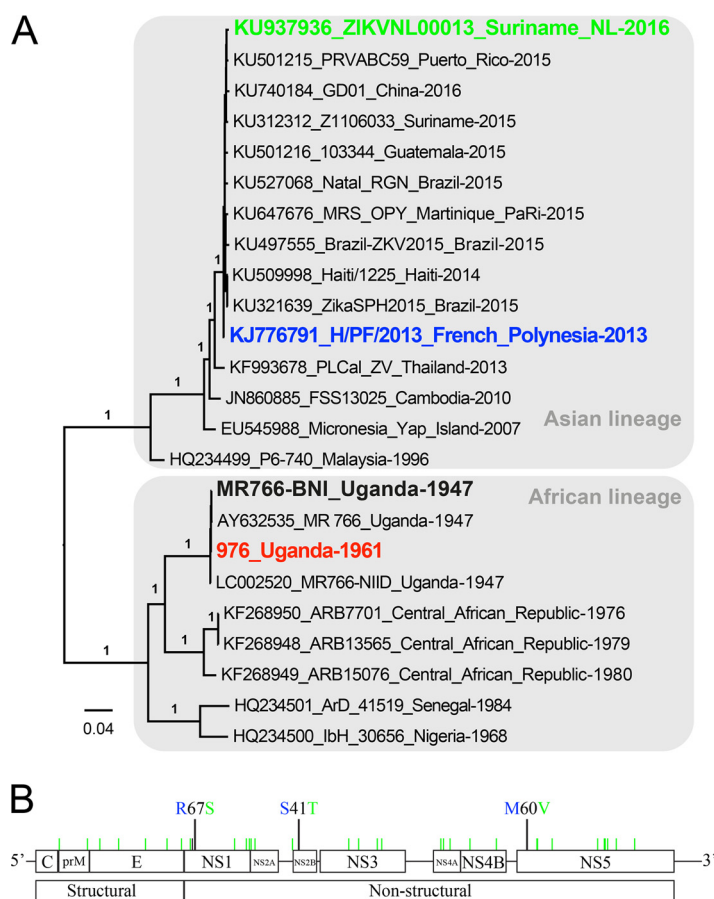 A
KU937936_ZIKVNL00013_Suriname_NL-2016
KU501215_PRVABC59_Puerto_Rico-2015
KU740184_GD01_China-2016
KU312312_Z1106033_Suriname-2015
KU501216_103344_Guatemala-2015
KU527068_Natal_RGN_Brazil-2015
KU647676_MRS_OPY_Martinique_PaRi-2015
KU497555_Brazil-ZKV2015_Brazil-2015
1
KU509998_Haiti/1225_Haiti-2014
KU321639_ZikaSPH2015_Brazil-2015
1
KJ776791_H/PF/2013_French_Polynesia-2013
1
KF993678_PLCal_ZV_Thailand-2013
1
JN860885_FSS13025_Cambodia-2010
1
EU545988_Micronesia_Yap_Island-2007
Asian lineage
HQ234499_P6-740_Malaysia-1996
MR766-BNI_Uganda-1947
African lineage
AY632535_MR 766_Uganda-1947
1
976_Uganda-1961
LC002520_MR766-NIID_Uganda-1947
1
1
KF268950_ARB7701_Central_African_Republic-1976
1
1
KF268948_ARB13565_Central_African_Republic-1979
KF268949_ARB15076_Central_African_Republic-1980
1
HQ234501_ArD_41519_Senegal-1984
0.04
HQ234500_IbH_30656_Nigeria-1968
B
R67S S41T M60V
5’ C prM E NS1 NS2A NS2B NS3 NS4A NS4B NS5 3’
Structural Non-structural